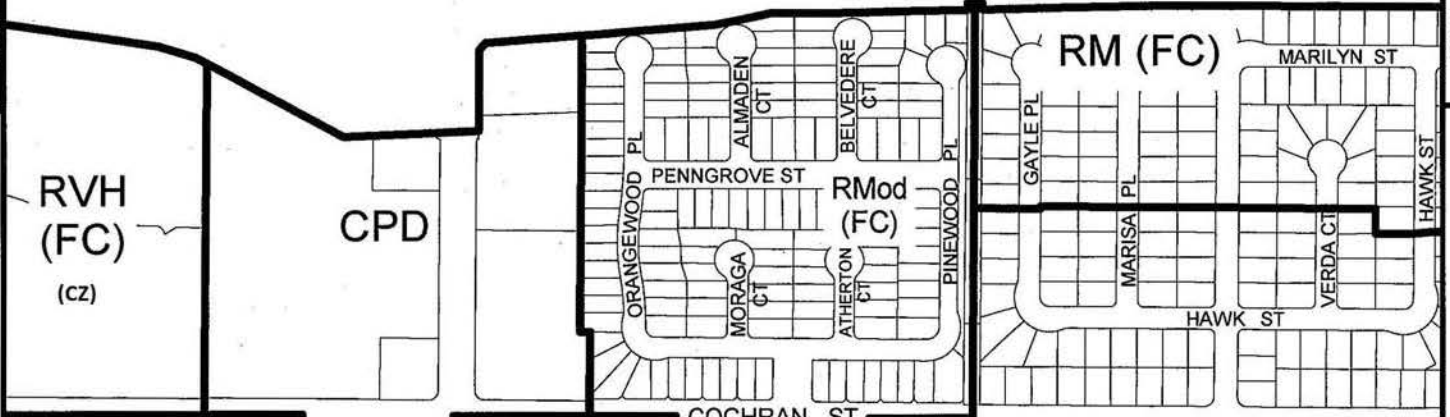 RVH
(FC)
(CZ)
CPD
ORANGEWOOD PL
ALMADEN
CT
BELVEDERE
CT
PENNGROVE ST
RMod
(FC)
PINEWOOD PL
MORAGA
CT
ATHERTON
CT
COCHRAN ST
RM (FC)
MARILYN ST
GAYLE PL
MARISA PL
VERDA CT
HAWK ST
HAWK ST